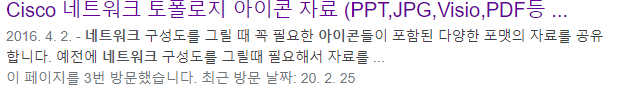 Cisco 네트워크 토폴로지 아이콘 자료 (PPT,JPG,Visio,PDF등 ...
2016. 4. 2. - 네트워크 구성도를 그릴 때 꼭 필요한 아이콘들이 포함된 다양한 포맷의 자료를 공유
합니다. 예전에 네트워크 구성도를 그릴때 필요해서 자료를 ...
이 페이지를 3번 방문했습니다. 최근 방문 날짜: 20. 2. 25